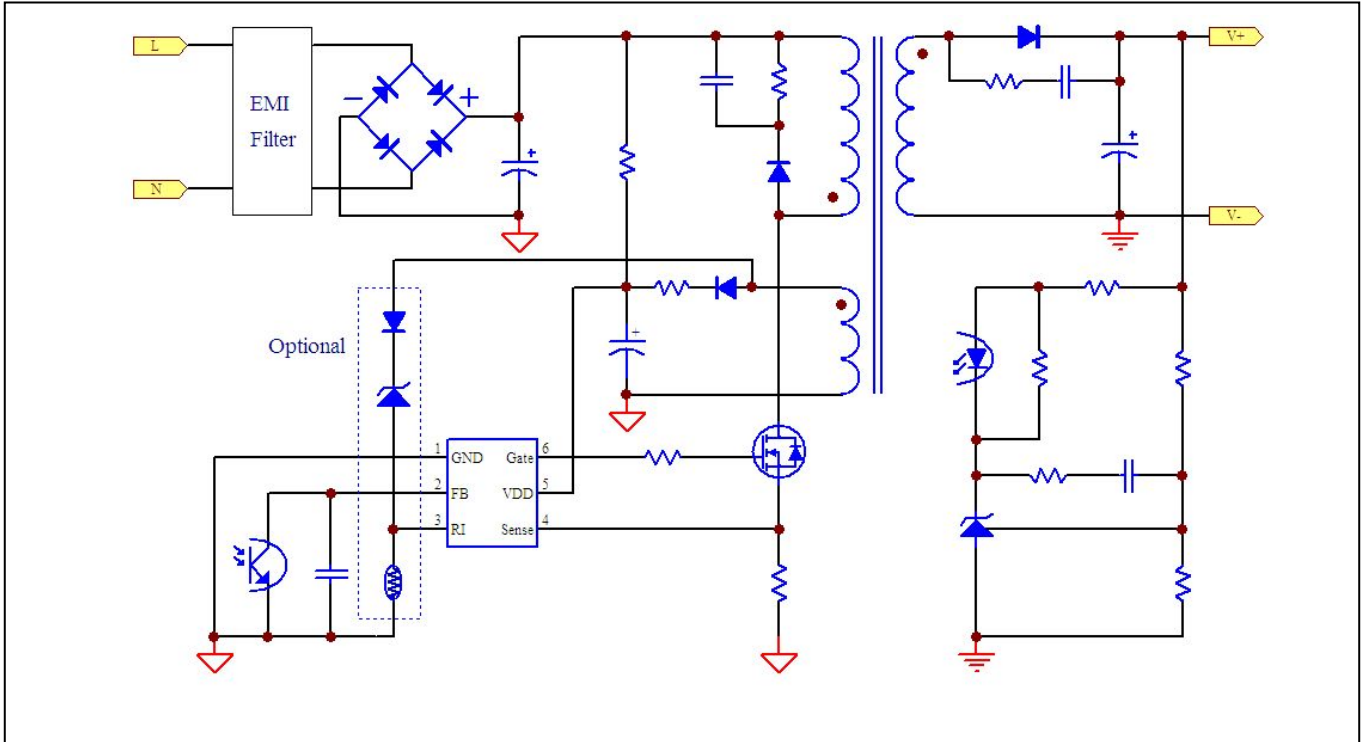 L
V+
EMI
Filter
− +
+
+
N
V-
+
Optional
1 GND Gate 6
2 FB VDD 5
3 RI Sense 4